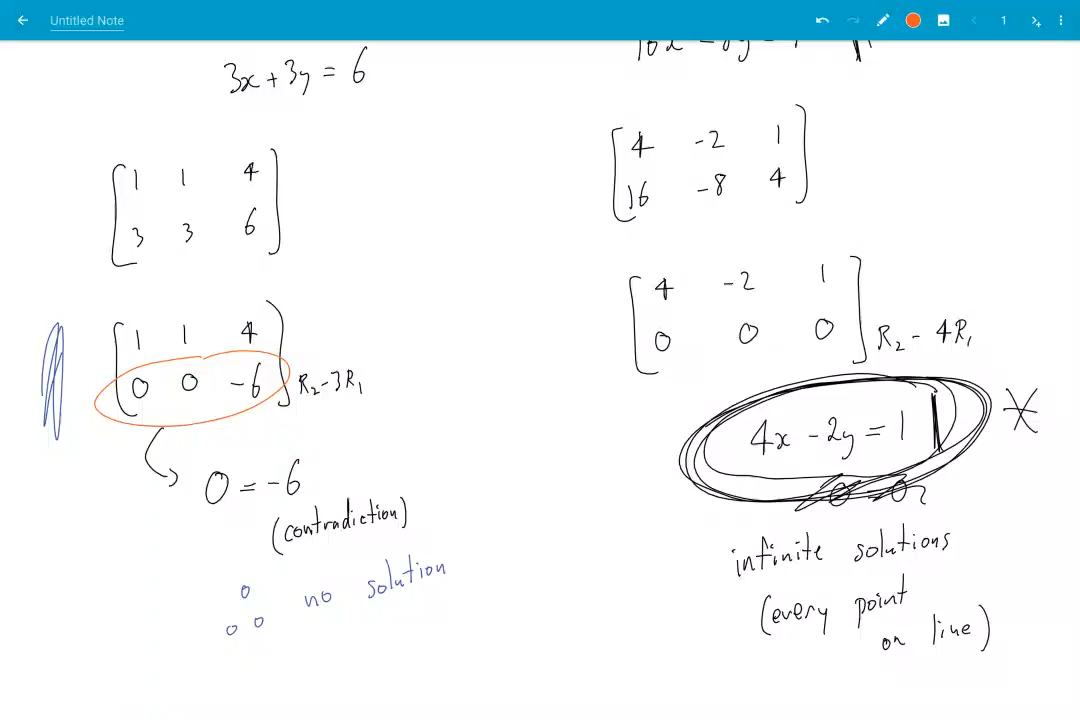 Untitled Note
1
3x + 3y = 6
1 1 4
3 3 6
1 1 4
0 0 -6 R₂-3R₁
0 = -6
(contradiction)
∴ no solution
4 -2 1
16 -8 4
4 -2 1
0 0 0 R₂ - 4R₁
4x - 2y = 1
infinite solutions
(every point
on line)